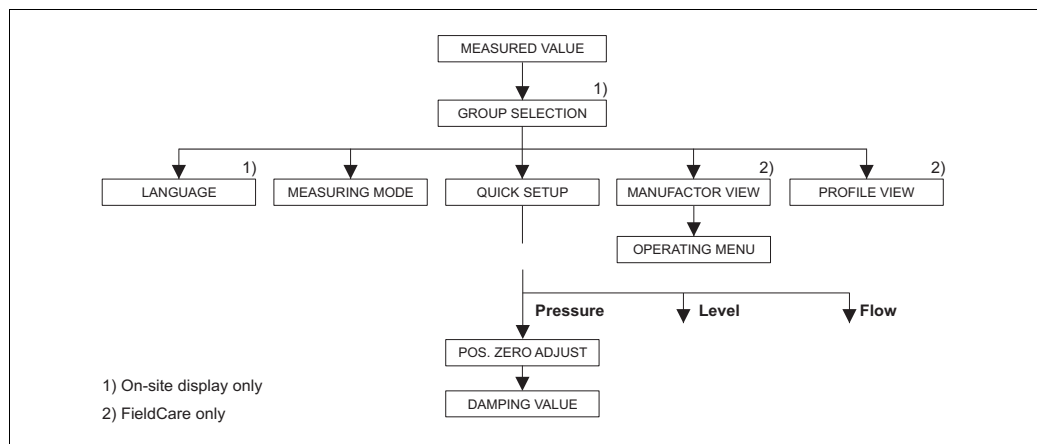 MEASURED VALUE
1)
GROUP SELECTION
1)
2)
2)
LANGUAGE
MEASURING MODE
QUICK SETUP
MANUFACTOR VIEW
PROFILE VIEW
OPERATING MENU
Pressure
Level
Flow
POS. ZERO ADJUST
1) On-site display only
DAMPING VALUE
2) FieldCare only